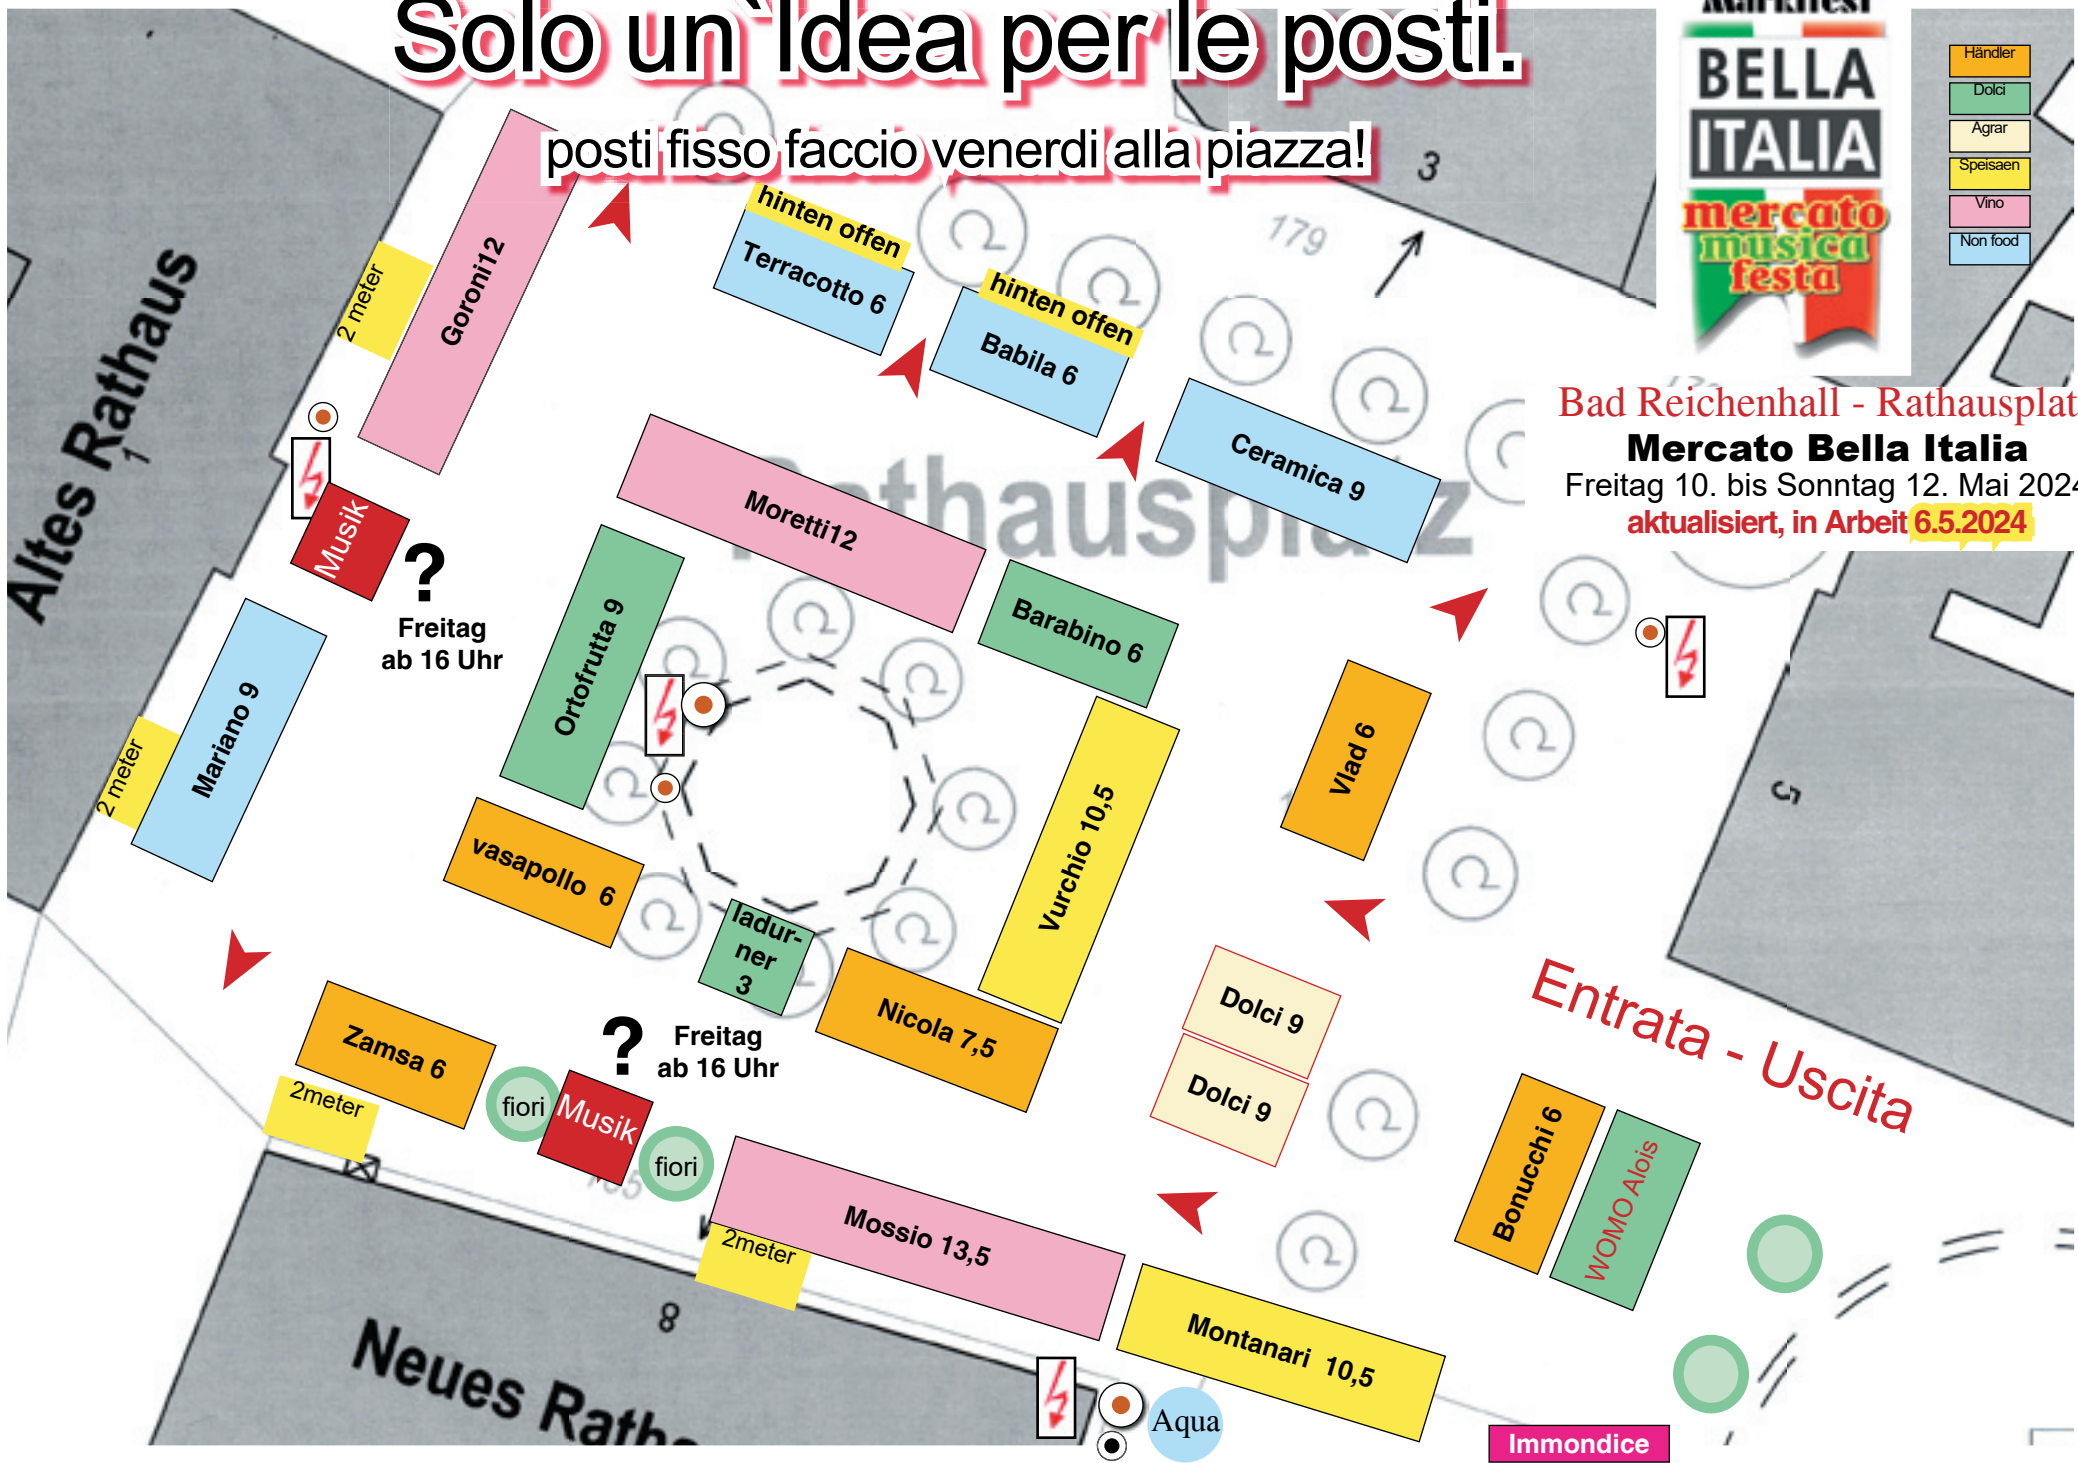 Solo un`Idea per le posti.
posti fisso faccio venerdi alla piazza!
Marktfest
BELLA
ITALIA
mercato
musica
festa
Händler
Dolci
Agrar
Speisaen
Vino
Non food
Bad Reichenhall - Rathausplat
Mercato Bella Italia
Freitag 10. bis Sonntag 12. Mai 2024
aktualisiert, in Arbeit 6.5.2024
3
179
hinten offen
Terracotto 6
hinten offen
Babila 6
Ceramica 9
Goroni12
2 meter
Altes Rathaus
1
Musik
?
Freitag
ab 16 Uhr
Moretti12
Rathausplatz
Ortofrutta 9
Barabino 6
Mariano 9
2 meter
Vlad 6
5
Vurchio 10,5
vasapollo 6
ladur-
ner
3
Nicola 7,5
Dolci 9
Dolci 9
Entrata - Uscita
Zamsa 6
2meter
?
Freitag
ab 16 Uhr
fiori
Musik
fiori
Bonucchi 6
WOMO Alois
Mossio 13,5
2meter
8
Neues Ratha
Montanari 10,5
Aqua
Immondice